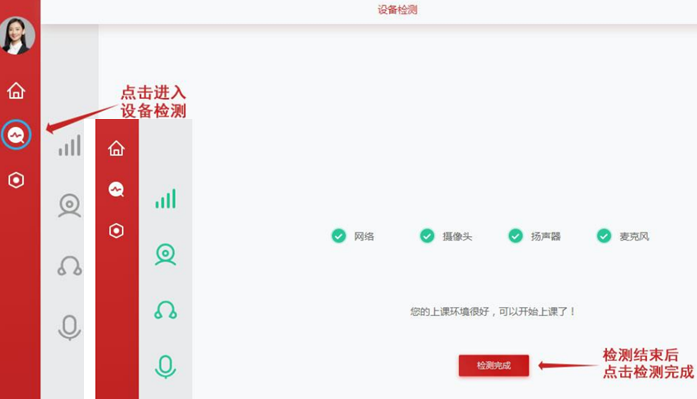 设备检测
点击进入
设备检测
网络
摄像头
扬声器
麦克风
您的上课环境很好，可以开始上课了！
检测完成
检测结束后
点击检测完成